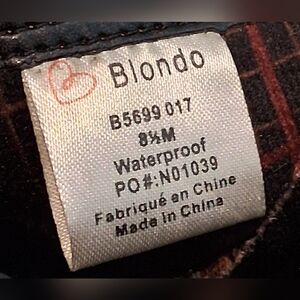 Blondo
B5699 017
8½M
Waterproof
PO#:N01039
Fabriqué en Chine
Made in China